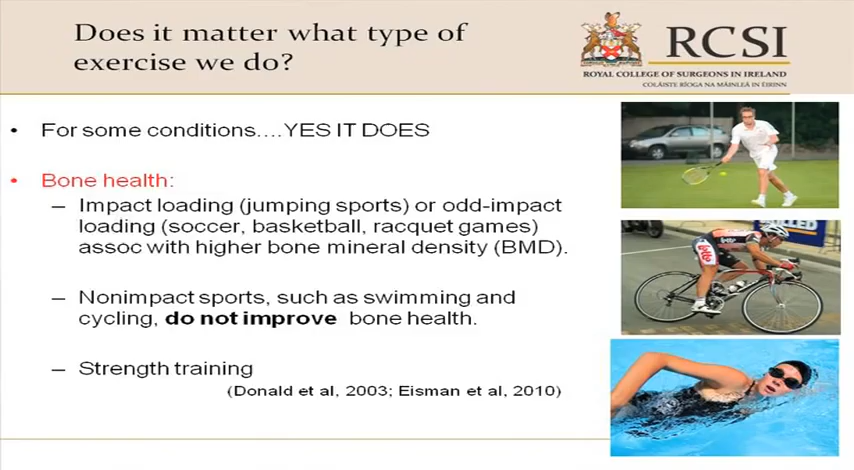 Does it matter what type of
exercise we do?
RCSI
ROYAL COLLEGE OF SURGEONS IN IRELAND
COLÁISTE RÍOGA NA MÁINLEÁ IN ÉIRINN
• For some conditions....YES IT DOES
• Bone health:
– Impact loading (jumping sports) or odd-impact
loading (soccer, basketball, racquet games)
assoc with higher bone mineral density (BMD).
– Nonimpact sports, such as swimming and
cycling, do not improve bone health.
– Strength training
(Donald et al, 2003; Eisman et al, 2010)